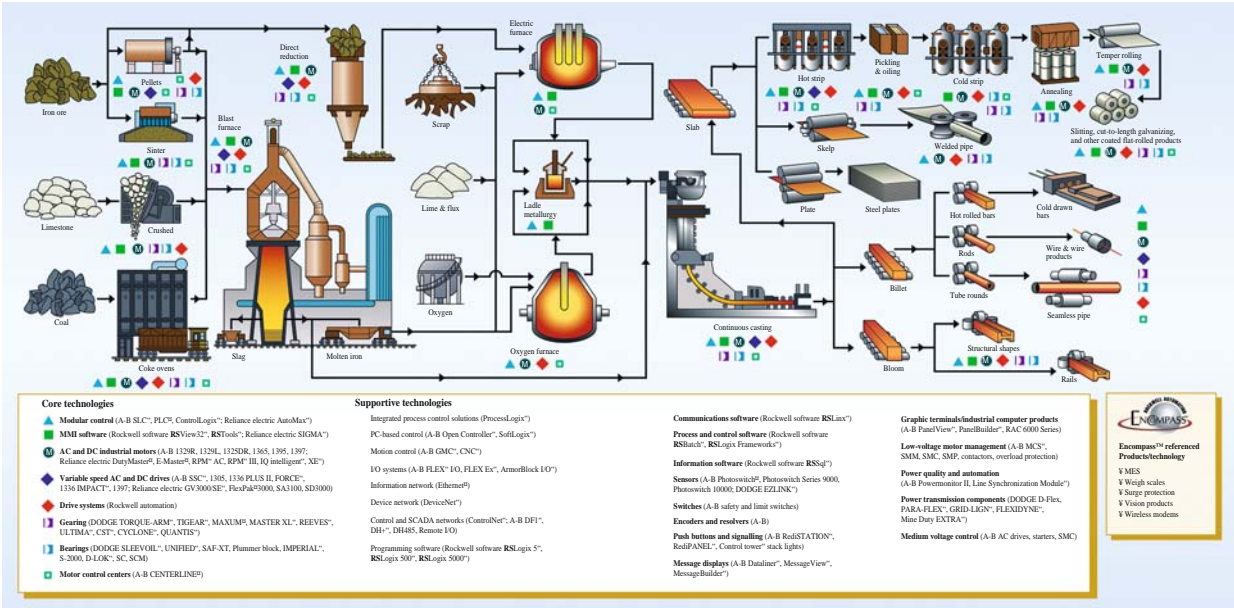 Iron ore
Pellets
Sinter
Limestone
Crushed
Coal
Coke ovens
Direct
reduction
Blast
furnace
Slag
Molten iron
Electric
furnace
Scrap
Lime & flux
Oxygen
Ladle
metallurgy
Oxygen furnace
Continuous casting
Slab
Hot strip
Pickling
& oiling
Cold strip
Annealing
Temper rolling
Slitting, cut-to-length galvanizing,
and other coated flat-rolled products
Skelp
Welded pipe
Plate
Steel plates
Billet
Hot rolled bars
Cold drawn
bars
Rods
Wire & wire
products
Tube rounds
Seamless pipe
Bloom
Structural shapes
Rails
Core technologies
Modular control (A-B SLC“, PLC¤, ControlLogix“; Reliance electric AutoMax“)
MMI software (Rockwell software RSView32“, RSTools“; Reliance electric SIGMA“)
M AC and DC industrial motors (A-B 1329R, 1329L, 1325DR, 1365, 1395, 1397;
Reliance electric DutyMaster¤, E-Master¤, RPM“ AC, RPM“ III, IQ intelligent“, XE“)
Variable speed AC and DC drives (A-B SSC“, 1305, 1336 PLUS II, FORCE“,
1336 IMPACT“, 1397; Reliance electric GV3000/SE“, FlexPak¤3000, SA3100, SD3000)
Drive systems (Rockwell automation)
Gearing (DODGE TORQUE-ARM“, TIGEAR“, MAXUM¤, MASTER XL“, REEVES“,
ULTIMA“, CST“, CYCLONE“, QUANTIS“)
Bearings (DODGE SLEEVOIL“, UNIFIED“, SAF-XT, Plummer block, IMPERIAL“,
S-2000, D-LOK“, SC, SCM)
Motor control centers (A-B CENTERLINE¤)
Supportive technologies
Integrated process control solutions (ProcessLogix“)
PC-based control (A-B Open Controller“, SoftLogix“)
Motion control (A-B GMC“, CNC“)
I/O systems (A-B FLEX“ I/O, FLEX Ex“, ArmorBlock I/O“)
Information network (Ethernet¤)
Device network (DeviceNet“)
Control and SCADA networks (ControlNet“; A-B DF1“,
DH+“, DH485, Remote I/O)
Programming software (Rockwell software RSLogix 5“,
RSLogix 500“, RSLogix 5000“)
Communications software (Rockwell software RSLinx“)
Process and control software (Rockwell software
RSBatch“, RSLogix Frameworks“)
Information software (Rockwell software RSSql“)
Sensors (A-B Photoswitch¤, Photoswitch Series 9000,
Photoswitch 10000; DODGE EZLINK“)
Switches (A-B safety and limit switches)
Encoders and resolvers (A-B)
Push buttons and signalling (A-B RediSTATION“,
RediPANEL“, Control tower“ stack lights)
Message displays (A-B Dataliner“, MessageView“,
MessageBuilder“)
Graphic terminals/industrial computer products
(A-B PanelView“, PanelBuilder“, RAC 6000 Series)
Low-voltage motor management (A-B MCS“,
SMM, SMC, SMP, contactors, overload protection)
Power quality and automation
(A-B Powermonitor II, Line Synchronization Module“)
Power transmission components (DODGE D-Flex,
PARA-FLEX“, GRID-LIGN“, FLEXIDYNE“,
Mine Duty EXTRA“)
Medium voltage control (A-B AC drives, starters, SMC)
ROCKWELL AUTOMATION
ENCOMPASS
Encompass™ referenced
Products/technology
¥ MES
¥ Weigh scales
¥ Surge protection
¥ Vision products
¥ Wireless modems